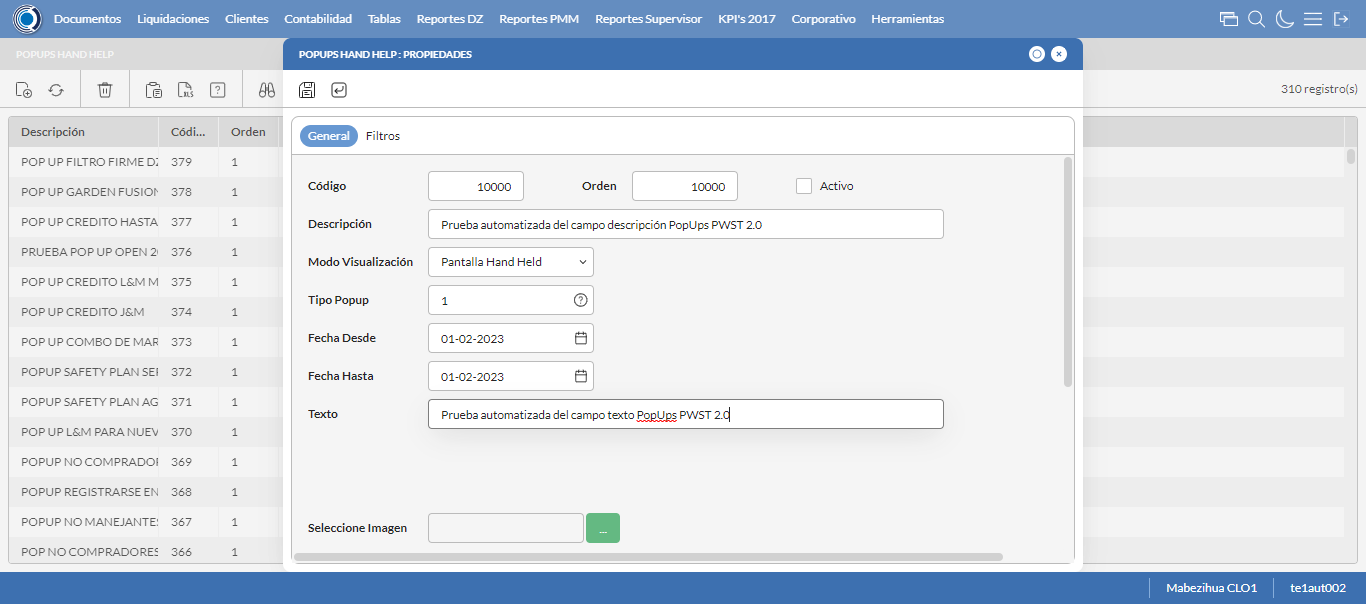 Documentos Liquidaciones Clientes Contabilidad Tablas Reportes DZ Reportes PMM Reportes Supervisor KPI's 2017 Corporativo Herramientas
POPUPS HAND HELP
POPUPS HAND HELP : PROPIEDADES
XLS
310 registro(s)
Descripción Códi... Orden
POP UP FILTRO FIRME DZ 379 1
POP UP GARDEN FUSION 378 1
POP UP CREDITO HASTA 377 1
PRUEBA POP UP OPEN 20 376 1
POP UP CREDITO L&M M 375 1
POP UP CREDITO J&M 374 1
POP UP COMBO DE MAR 373 1
POPUP SAFETY PLAN SER 372 1
POPUP SAFETY PLAN AG 371 1
POP UP L&M PARA NUEV 370 1
POPUP NO COMPRADOR 369 1
POPUP REGISTRARSE EN 368 1
POPUP NO MANEJANTES 367 1
POP NO COMPRADORES 366 1
General Filtros
Código 10000 Orden 10000 Activo
Descripción Prueba automatizada del campo descripción PopUps PWST 2.0
Modo Visualización Pantalla Hand Held
Tipo Popup 1
Fecha Desde 01-02-2023
Fecha Hasta 01-02-2023
Texto Prueba automatizada del campo texto PopUps PWST 2.0
Seleccione Imagen ...
Mabezihua CLO1 te1aut002